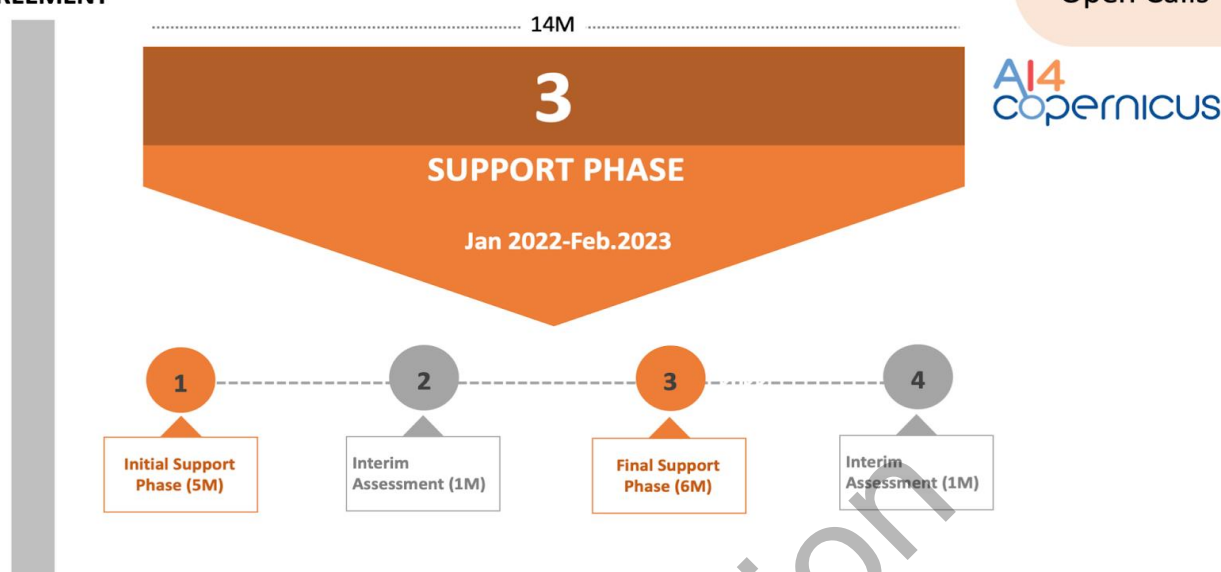 14M
3
AI4
copernicus
SUPPORT PHASE
Jan 2022-Feb.2023
1
2
3
4
Initial Support
Phase (5M)
Interim
Assessment (1M)
Final Support
Phase (6M)
Interim
Assessment (1M)